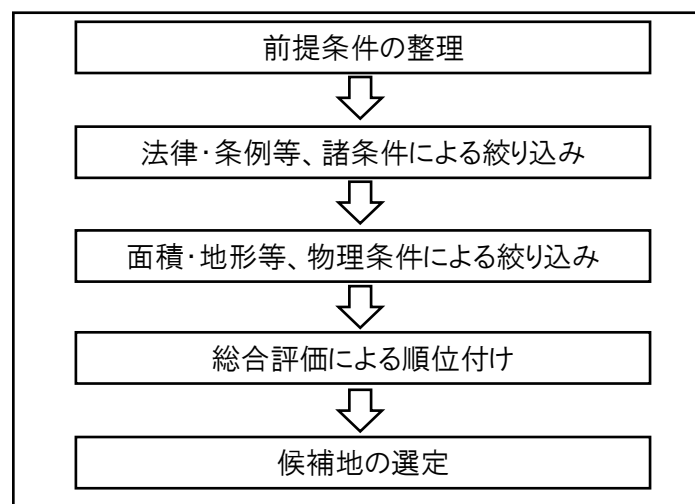 前提条件の整理
法律･条例等、諸条件による絞り込み
面積･地形等、物理条件による絞り込み
総合評価による順位付け
候補地の選定